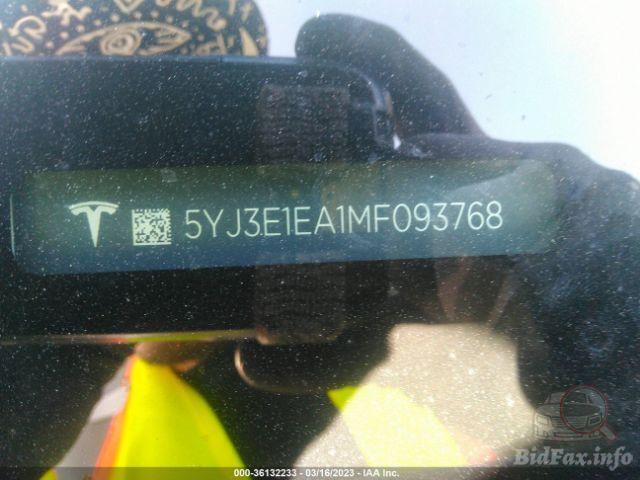 5YJ3E1EA1MF093768
000-36132233 - 03/16/2023 - IAA Inc.
BidFax.info